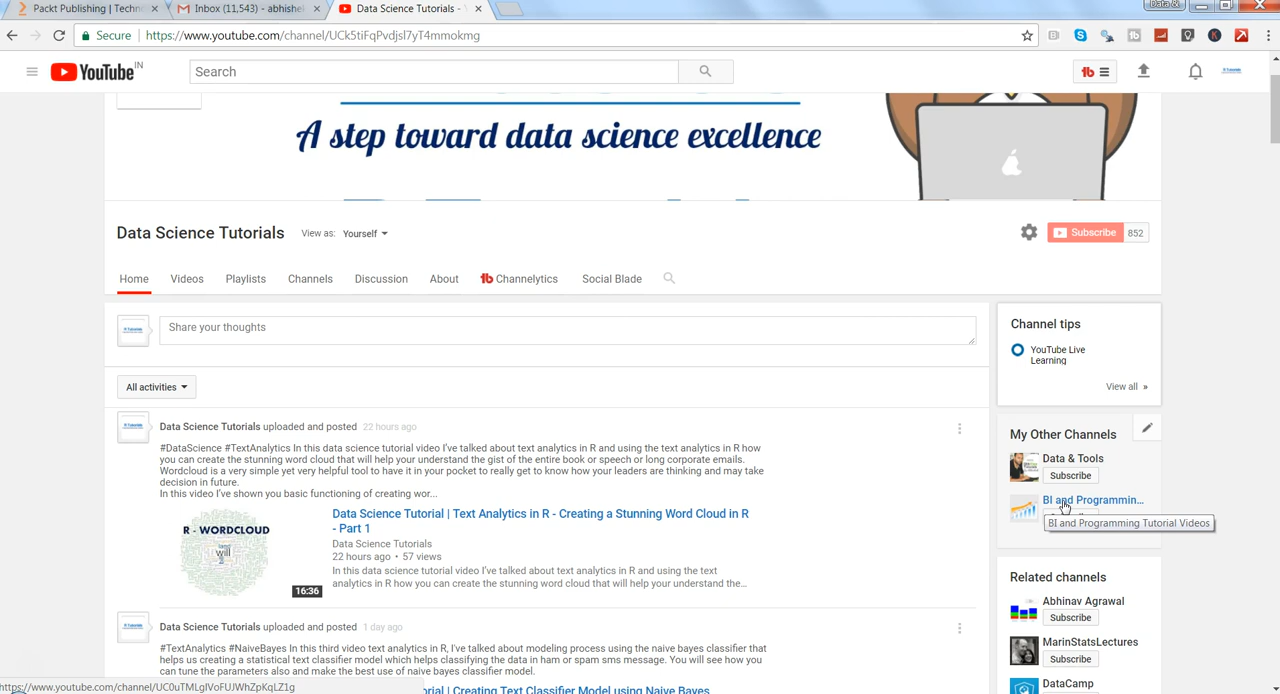 Packt Publishing | Techn
Inbox (11,543) - abhishek
Data Science Tutorials - Y
Data &
Secure | https://www.youtube.com/channel/UCk5tiFqPvdjsl7yT4mmokmg
YouTube IN
Search
A step toward data science excellence
Data Science Tutorials
View as: Yourself
Subscribe 852
Home Videos Playlists Channels Discussion About Channelytics Social Blade
Share your thoughts
All activities
Data Science Tutorials uploaded and posted 22 hours ago
#DataScience #TextAnalytics In this data science tutorial video I've talked about text analytics in R and using the text analytics in R how
you can create the stunning word cloud that will help your understand the gist of the entire book or speech or long corporate emails.
Wordcloud is a very simple yet very helpful tool to have it in your pocket to really get to know how your leaders are thinking and may take
decision in future.
In this video I've shown you basic functioning of creating wor...
R - WORDCLOUD
will
16:36
Data Science Tutorial | Text Analytics in R - Creating a Stunning Word Cloud in R
- Part 1
Data Science Tutorials
22 hours ago • 57 views
In this data science tutorial video I've talked about text analytics in R and using the text
analytics in R how you can create the stunning word cloud that will help your understand the...
Data Science Tutorials uploaded and posted 1 day ago
#TextAnalytics #NaiveBayes In this third video text analytics in R, I've talked about modeling process using the naive bayes classifier that
helps us creating a statistical text classifier model which helps classifying the data in ham or spam sms message. You will see how you
can tune the parameters also and make the best use of naive bayes classifier model.
orial | Creating Text Classifier Model using Naive Bayes
Channel tips
YouTube Live
Learning
View all »
My Other Channels
Data & Tools
Subscribe
BI and Programmin...
BI and Programming Tutorial Videos
Related channels
Abhinav Agrawal
Subscribe
MarinStatsLectures
Subscribe
DataCamp
https://www.youtube.com/channel/UC0uTMLgIVoFUJWhZpKqLZ1g